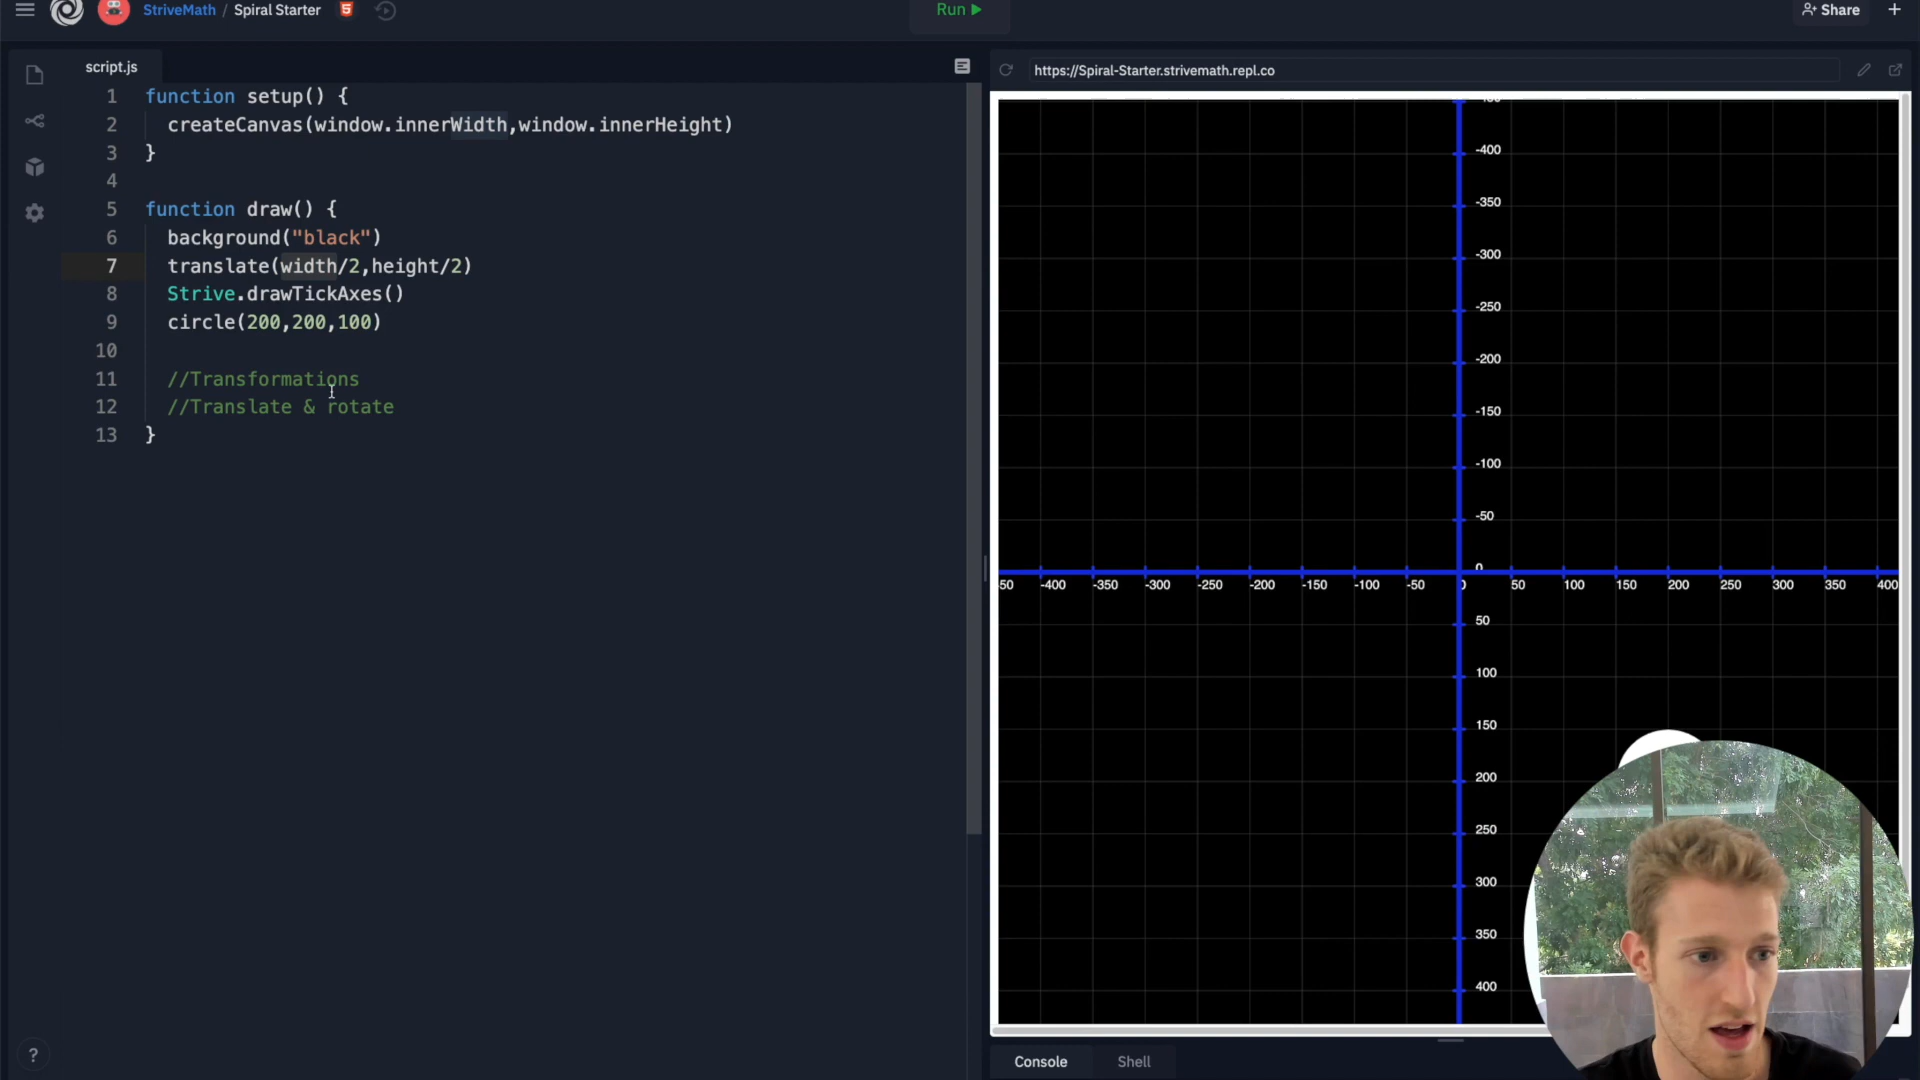 StriveMath / Spiral Starter
5
Run
Share
script.js
https://Spiral-Starter.strivemath.repl.co
1 function setup() {
2 createCanvas(window.innerWidth,window.innerHeight)
3 }
4
5 function draw() {
6 background("black")
7 translate(width/2,height/2)
8 Strive.drawTickAxes()
9 circle(200,200,100)
10
11 //Transformations
12 //Translate & rotate
13 }
-400
-350
-300
-250
-200
-150
-100
-50
0
50 -400 -350 -300 -250 -200 -150 -100 -50 0 50 100 150 200 250 300 350 400
50
100
150
200
250
300
350
400
?
Console Shell